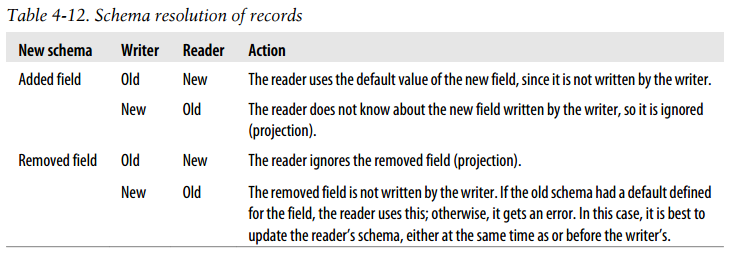 Table 4-12. Schema resolution of records
New schema Writer Reader Action
Added field Old New The reader uses the default value of the new field, since it is not written by the writer.
New Old The reader does not know about the new field written by the writer, so it is ignored
(projection).
Removed field Old New The reader ignores the removed field (projection).
New Old The removed field is not written by the writer. If the old schema had a default defined
for the field, the reader uses this; otherwise, it gets an error. In this case, it is best to
update the reader’s schema, either at the same time as or before the writer’s.